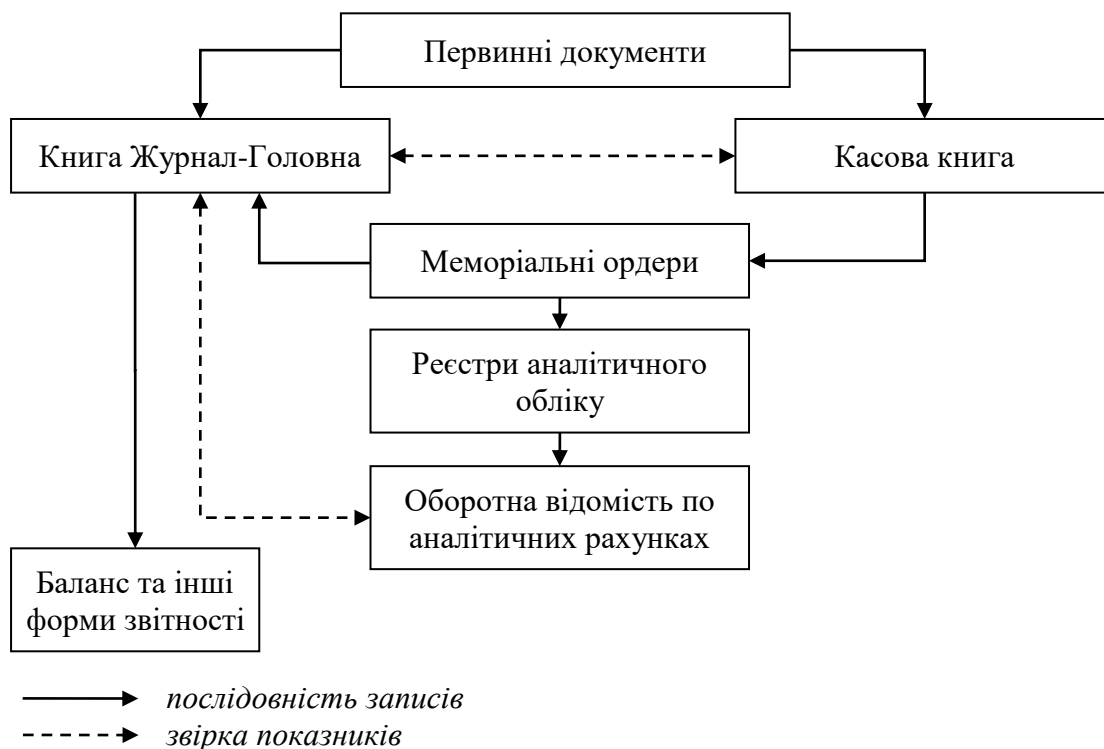 Первинні документи
Книга Журнал-Головна
Касова книга
Меморіальні ордери
Реєстри аналітичного
обліку
Оборотна відомість по
аналітичних рахунках
Баланс та інші
форми звітності
послідовність записів
звірка показників